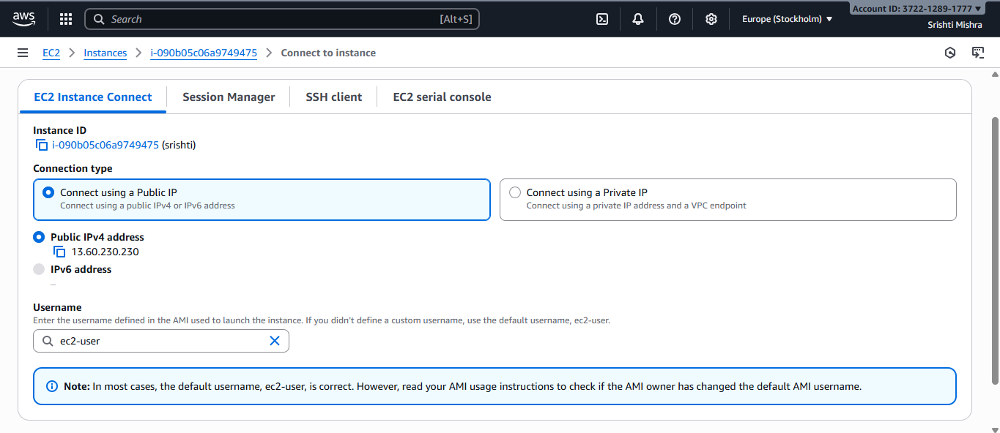 aws
Search [Alt+S]
Europe (Stockholm) ▼
Account ID: 3722-1289-1777 ▼
Srishti Mishra
EC2 > Instances > i-090b05c06a9749475 > Connect to instance
EC2 Instance Connect
Session Manager
SSH client
EC2 serial console
Instance ID
i-090b05c06a9749475 (srishti)
Connection type
Connect using a Public IP
Connect using a public IPv4 or IPv6 address
Connect using a Private IP
Connect using a private IP address and a VPC endpoint
Public IPv4 address
13.60.230.230
IPv6 address
–
Username
Enter the username defined in the AMI used to launch the instance. If you didn't define a custom username, use the default username, ec2-user.
ec2-user
Note: In most cases, the default username, ec2-user, is correct. However, read your AMI usage instructions to check if the AMI owner has changed the default AMI username.